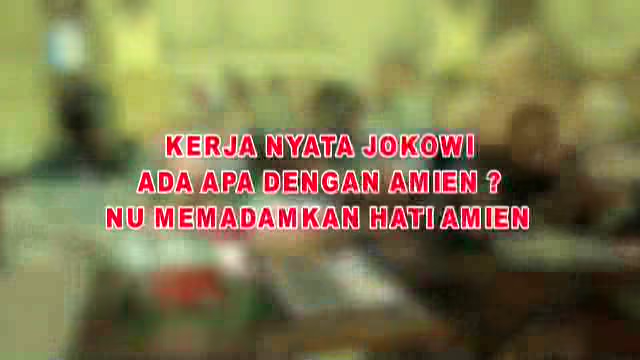 KERJA NYATA JOKOWI
ADA APA DENGAN AMIEN ?
NU MEMADAMKAN HATI AMIEN